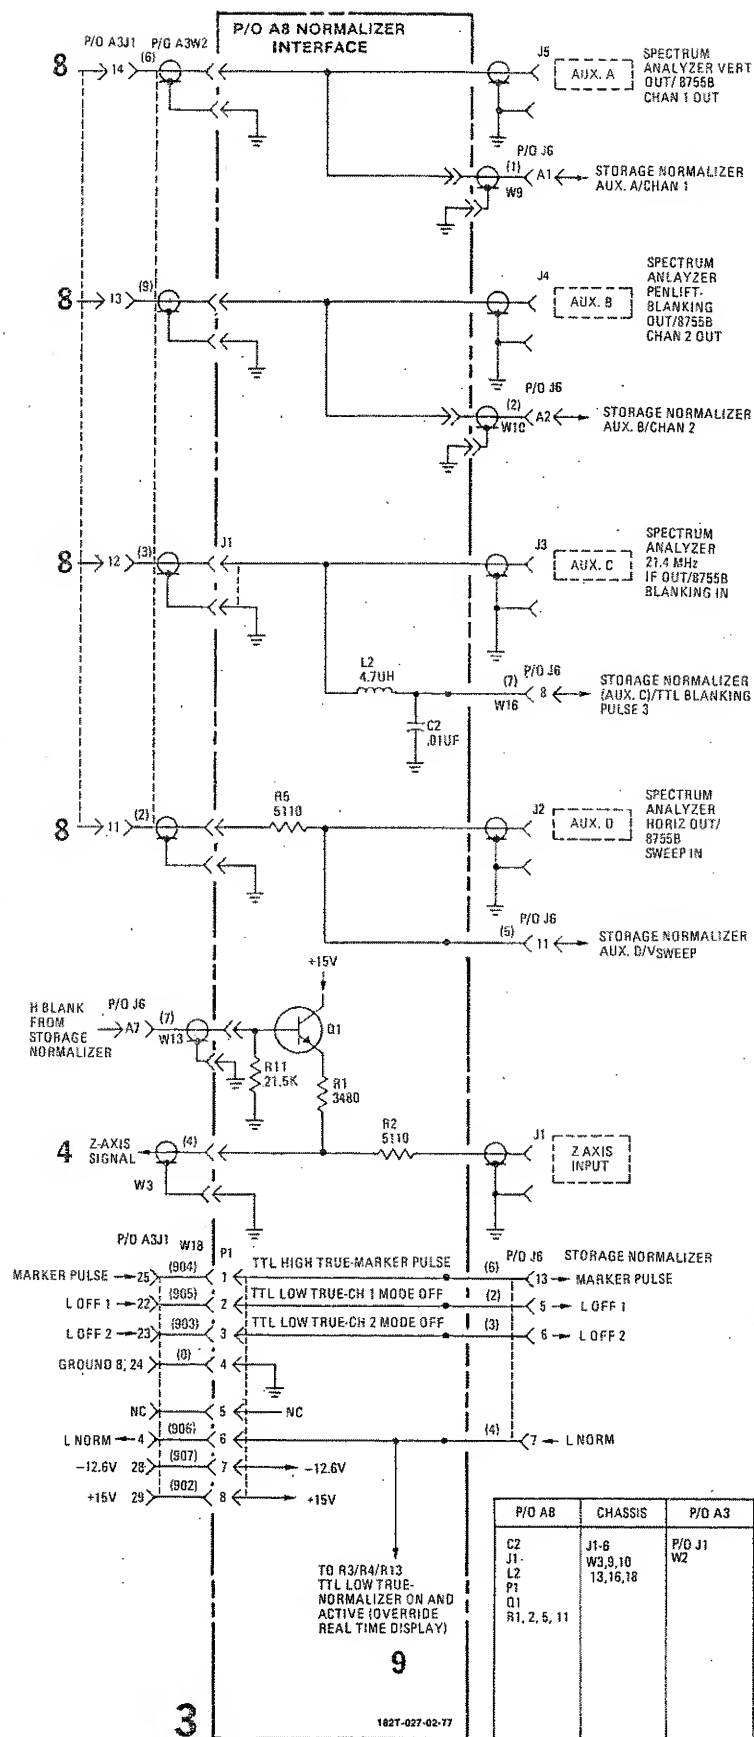 P/O A8 NORMALIZER
INTERFACE
P/O A3J1
P/O A3W2
8
14
(6)
J5
AUX. A
SPECTRUM
ANALYZER VERT
OUT/8755B
CHAN 1 OUT
P/O J6
(1)
A1
W9
STORAGE NORMALIZER
AUX. A/CHAN 1
8
13
(9)
J4
AUX. B
SPECTRUM
ANLAYZER
PENLIFT-
BLANKING
OUT/8755B
CHAN 2 OUT
P/O J6
(2)
A2
W10
STORAGE NORMALIZER
AUX. B/CHAN 2
8
12
(3)
J1
J3
AUX. C
SPECTRUM
ANALYZER
21.4 MHz
IF OUT/8755B
BLANKING IN
L2
4.7UH
P/O J6
(7)
8
W16
STORAGE NORMALIZER
(AUX. C)/TTL BLANKING
PULSE 3
C2
.01UF
8
11
(2)
R5
5110
J2
AUX. D
SPECTRUM
ANALYZER
HORIZ OUT/
8755B
SWEEP IN
P/O J6
(5)
11
STORAGE NORMALIZER
AUX. D/VSWEEP
+15V
H BLANK
FROM
STORAGE
NORMALIZER
P/O J6
A7
(7)
W13
Q1
R11
21.5K
R1
3480
R2
5110
4
Z-AXIS
SIGNAL
(4)
W3
J1
Z AXIS
INPUT
P/O A3J1
W18
P1
P/O J6
STORAGE NORMALIZER
MARKER PULSE
25
(904)
1
TTL HIGH TRUE-MARKER PULSE
(6)
13
MARKER PULSE
L OFF 1
22
(905)
2
TTL LOW TRUE-CH 1 MODE OFF
(2)
5
L OFF 1
L OFF 2
23
(903)
3
TTL LOW TRUE-CH 2 MODE OFF
(3)
6
L OFF 2
GROUND 8, 24
(0)
4
NC
5
NC
L NORM
4
(906)
6
(4)
7
L NORM
-12.6V
28
(907)
7
-12.6V
+15V
29
(902)
8
+15V
TO R3/R4/R13
TTL LOW TRUE-
NORMALIZER ON AND
ACTIVE (OVERRIDE
REAL TIME DISPLAY)
9
P/O A8
CHASSIS
P/O A3
C2
J1
L2
P1
Q1
R1, 2, 5, 11
J1-6
W3,9,10
13,16,18
P/O J1
W2
3
182T-027-02-77